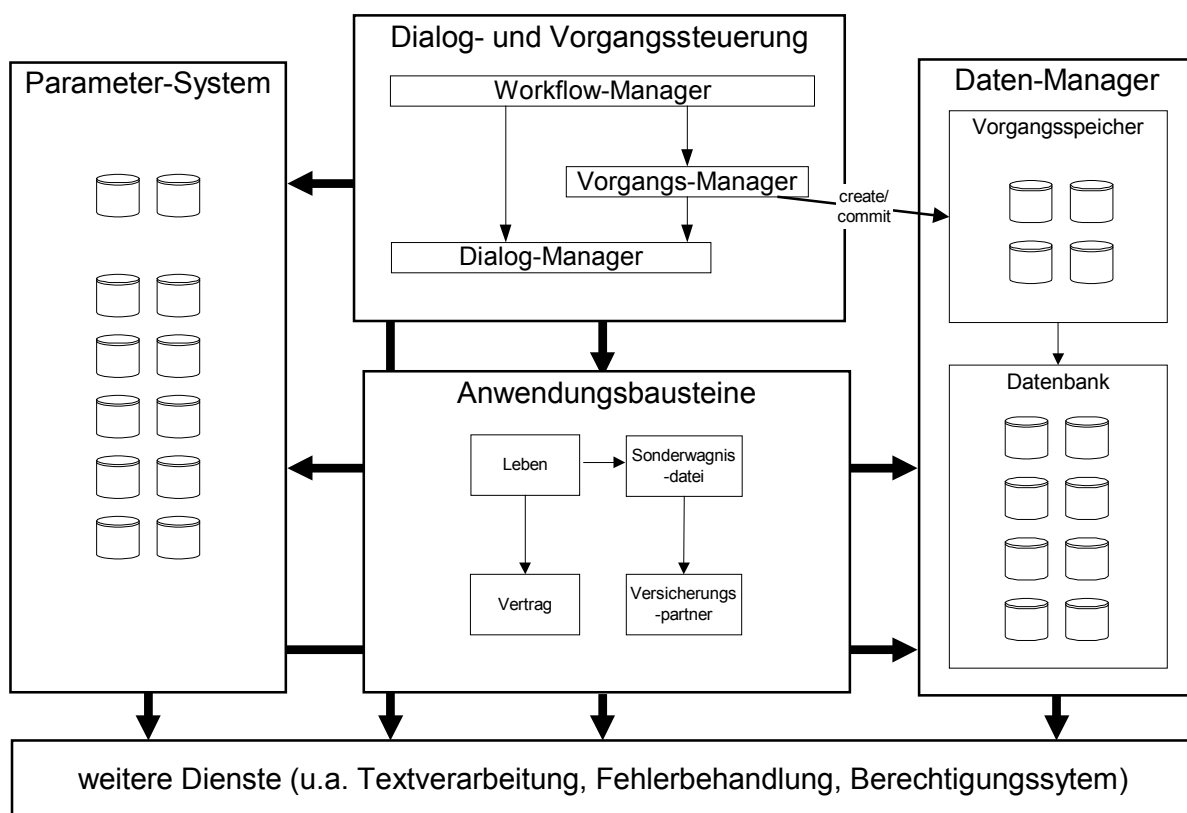 Dialog- und Vorgangssteuerung
Parameter-System
Daten-Manager
Workflow-Manager
Vorgangsspeicher
Vorgangs-Manager
create/
commit
Dialog-Manager
Anwendungsbausteine
Datenbank
Leben
Sonderwagnis
-datei
Vertrag
Versicherungs
-partner
weitere Dienste (u.a. Textverarbeitung, Fehlerbehandlung, Berechtigungssytem)